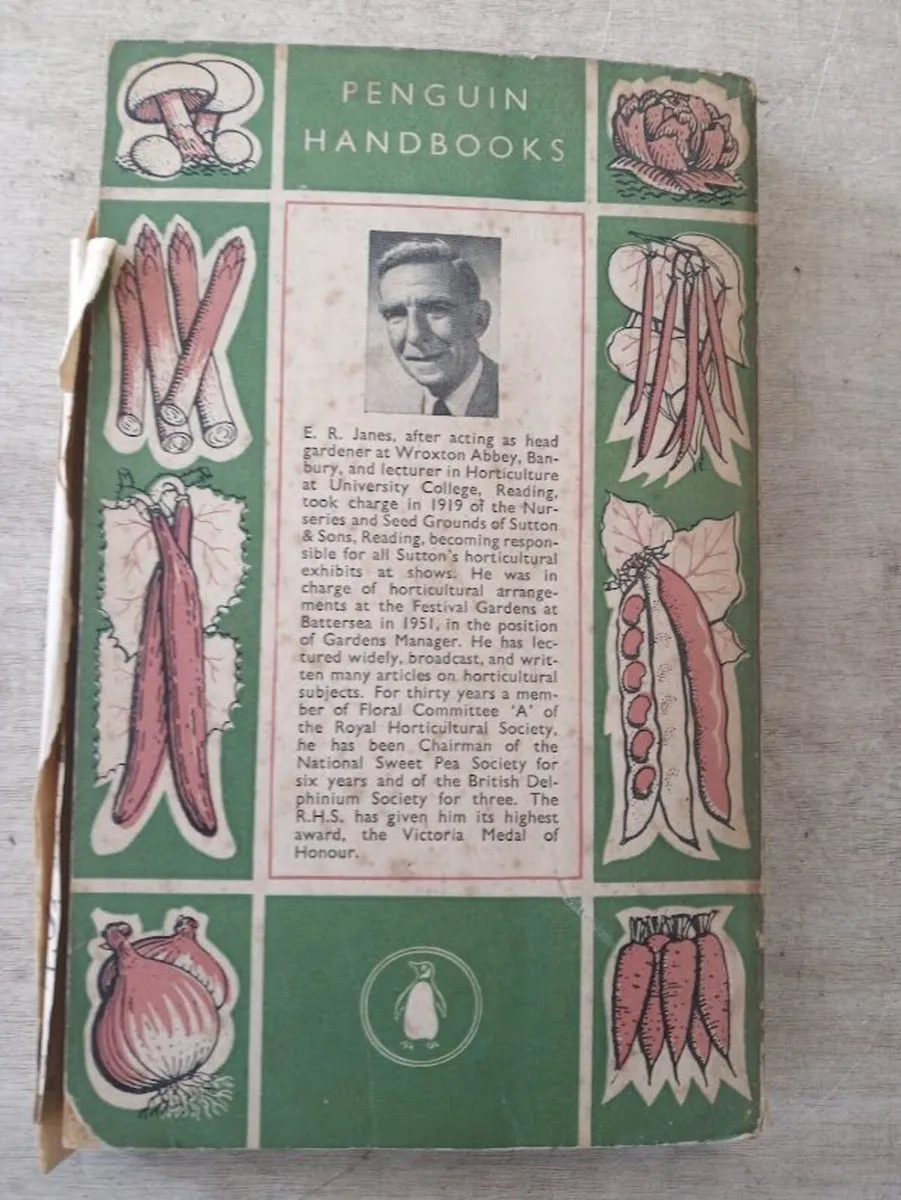 PENGUIN
HANDBOOKS
E. R. Janes, after acting as head
gardener at Wroxton Abbey, Ban-
bury, and lecturer in Horticulture
at University College, Reading,
took charge in 1919 of the Nur-
series and Seed Grounds of Sutton
& Sons, Reading, becoming respon-
sible for all Sutton's horticultural
exhibits at shows. He was in
charge of horticultural arrange-
ments at the Festival Gardens at
Battersea in 1951, in the position
of Gardens Manager. He has lec-
tured widely, broadcast, and writ-
ten many articles on horticultural
subjects. For thirty years a mem-
ber of Floral Committee 'A' of
the Royal Horticultural Society,
he has been Chairman of the
National Sweet Pea Society for
six years and of the British Del-
phinium Society for three. The
R.H.S. has given him its highest
award, the Victoria Medal of
Honour.